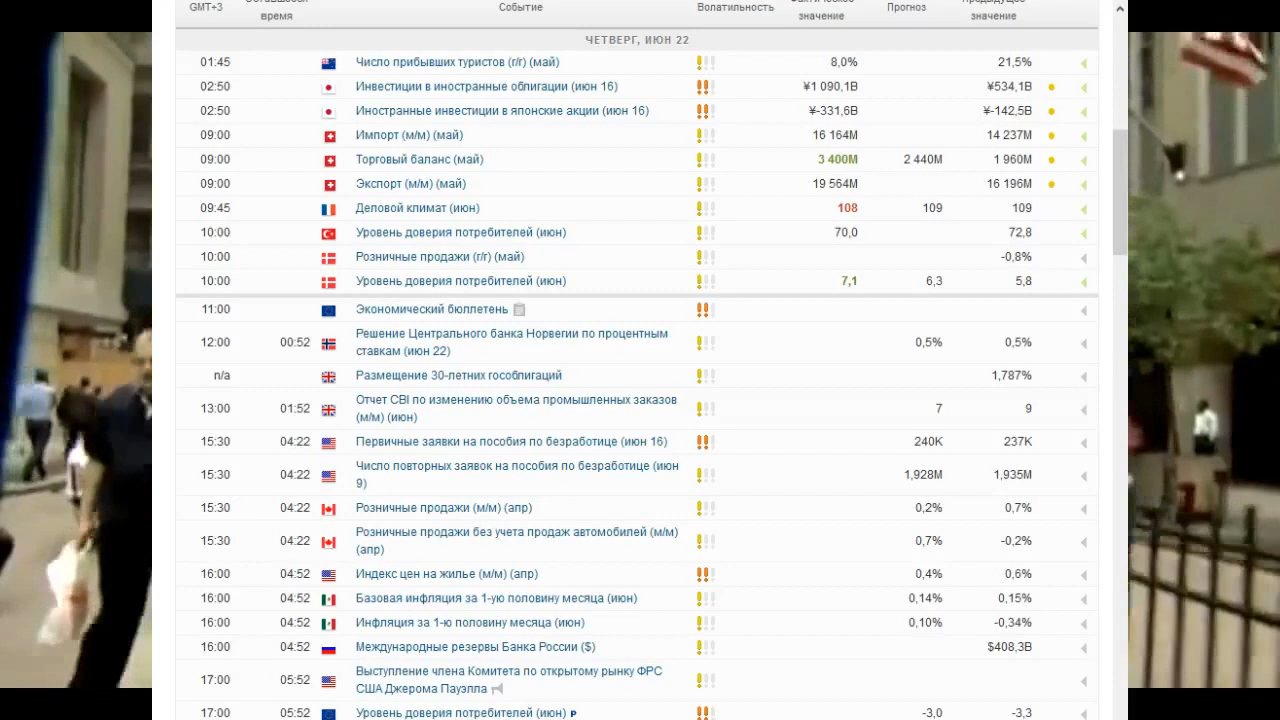 GMT+3 время Событие Волатильность значение Прогноз значение
ЧЕТВЕРГ, ИЮН 22
01:45 Число прибывших туристов (г/г) (май) 8,0% 21,5%
02:50 Инвестиции в иностранные облигации (июн 16) ¥1 090,1B ¥534,1B
02:50 Иностранные инвестиции в японские акции (июн 16) ¥-331,6B ¥-142,5B
09:00 Импорт (м/м) (май) 16 164M 14 237M
09:00 Торговый баланс (май) 3 400M 2 440M 1 960M
09:00 Экспорт (м/м) (май) 19 564M 16 196M
09:45 Деловой климат (июн) 108 109 109
10:00 Уровень доверия потребителей (июн) 70,0 72,8
10:00 Розничные продажи (г/г) (май) -0,8%
10:00 Уровень доверия потребителей (июн) 7,1 6,3 5,8
11:00 Экономический бюллетень
12:00 00:52 Решение Центрального банка Норвегии по процентным
ставкам (июн 22) 0,5% 0,5%
n/a Размещение 30-летних гособлигаций 1,787%
13:00 01:52 Отчет CBI по изменению объема промышленных заказов
(м/м) (июн) 7 9
15:30 04:22 Первичные заявки на пособия по безработице (июн 16) 240K 237K
15:30 04:22 Число повторных заявок на пособия по безработице (июн
9) 1,928M 1,935M
15:30 04:22 Розничные продажи (м/м) (апр) 0,2% 0,7%
15:30 04:22 Розничные продажи без учета продаж автомобилей (м/м)
(апр) 0,7% -0,2%
16:00 04:52 Индекс цен на жилье (м/м) (апр) 0,4% 0,6%
16:00 04:52 Базовая инфляция за 1-ую половину месяца (июн) 0,14% 0,15%
16:00 04:52 Инфляция за 1-ю половину месяца (июн) 0,10% -0,34%
16:00 04:52 Международные резервы Банка России ($) $408,3B
17:00 05:52 Выступление члена Комитета по открытому рынку ФРС
США Джерома Пауэлла
17:00 05:52 Уровень доверия потребителей (июн) P -3,0 -3,3